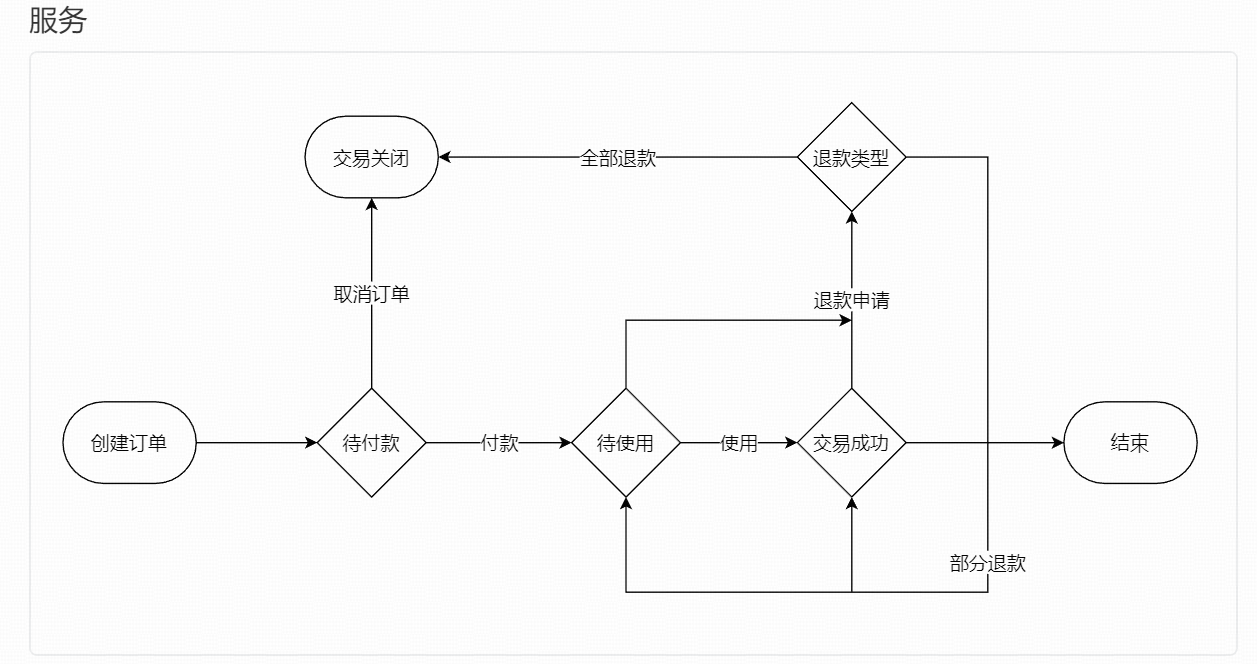 服务
交易关闭
全部退款
退款类型
取消订单
退款申请
创建订单
待付款
付款
待使用
使用
交易成功
结束
部分退款